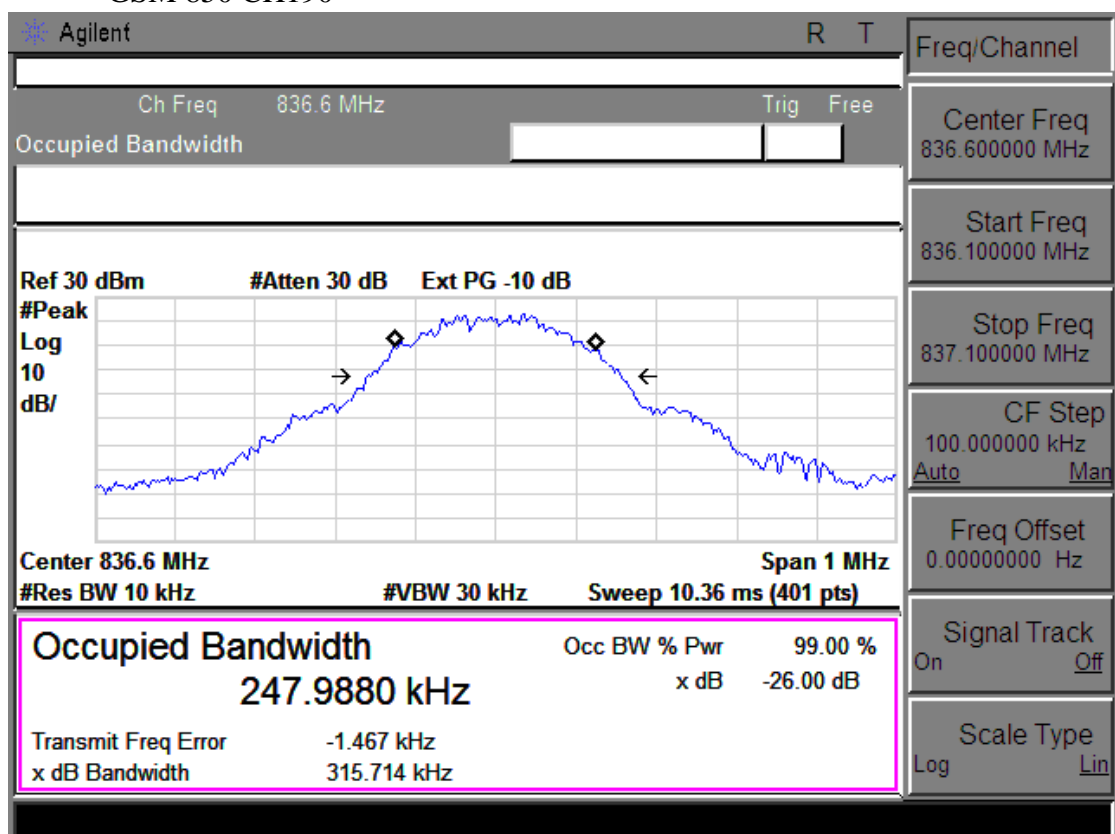 Agilent R T
Freq/Channel
Ch Freq 836.6 MHz Trig Free
Occupied Bandwidth
Center Freq
836.600000 MHz
Start Freq
836.100000 MHz
Stop Freq
837.100000 MHz
CF Step
100.000000 kHz
Auto Man
Freq Offset
0.00000000 Hz
Signal Track
On Off
Scale Type
Log Lin
Ref 30 dBm #Atten 30 dB Ext PG -10 dB
#Peak
Log
10
dB/
Center 836.6 MHz Span 1 MHz
#Res BW 10 kHz #VBW 30 kHz Sweep 10.36 ms (401 pts)
Occupied Bandwidth Occ BW % Pwr 99.00 %
247.9880 kHz x dB -26.00 dB
Transmit Freq Error -1.467 kHz
x dB Bandwidth 315.714 kHz